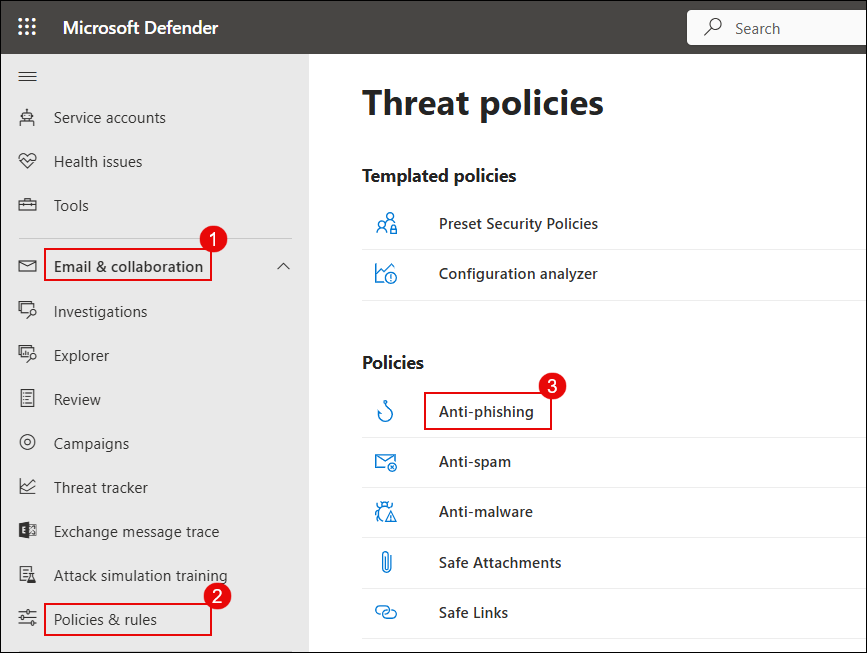 Microsoft Defender
Search
Service accounts
Health issues
Tools
1
Email & collaboration
Investigations
Explorer
Review
Campaigns
Threat tracker
Exchange message trace
Attack simulation training
2
Policies & rules
Threat policies
Templated policies
Preset Security Policies
Configuration analyzer
Policies
3
Anti-phishing
Anti-spam
Anti-malware
Safe Attachments
Safe Links